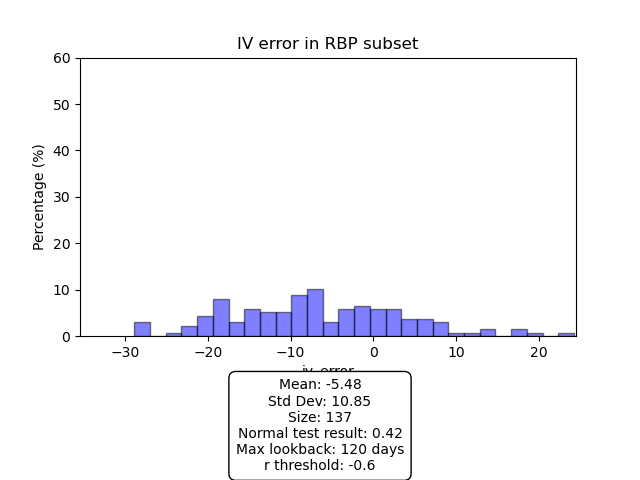 IV error in RBP subset
Percentage (%)
60
50
40
30
20
10
0
−30
−20
−10
0
10
20
iv_error
Mean: -5.48
Std Dev: 10.85
Size: 137
Normal test result: 0.42
Max lookback: 120 days
r threshold: -0.6